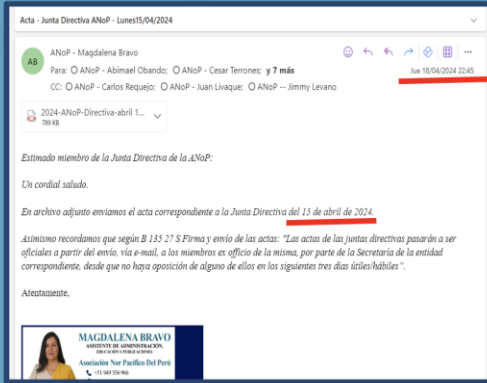 Acta - Junta Directiva ANoP - Lunes15/04/2024
AB
ANoP - Magdalena Bravo
Para: ANoP - Abimael Obando; ANoP - Cesar Terrones; y 7 más
Jue 18/04/2024 22:45
CC: ANoP - Carlos Requejo; ANoP - Juan Livaque; ANoP -- Jimmy Levano
2024-ANoP-Directiva-abril 1...
789 KB
Estimado miembro de la Junta Directiva de la ANoP:
Un cordial saludo.
En archivo adjunto enviamos el acta correspondiente a la Junta Directiva del 15 de abril de 2024.
Asimismo recordamos que según B 135 27 S Firma y envío de las actas: "Las actas de las juntas directivas pasarán a ser
oficiales a partir del envío, vía e-mail, a los miembros ex officio de la misma, por parte de la Secretaría de la entidad
correspondiente, desde que no haya oposición de alguno de ellos en los siguientes tres días útiles/hábiles".
Atentamente,
MAGDALENA BRAVO
ASISTENTE DE ADMINISTRACIÓN,
EDUCACIÓN Y PUBLICACIONES
Asociación Nor Pacífico Del Perú
+51 949 356 966